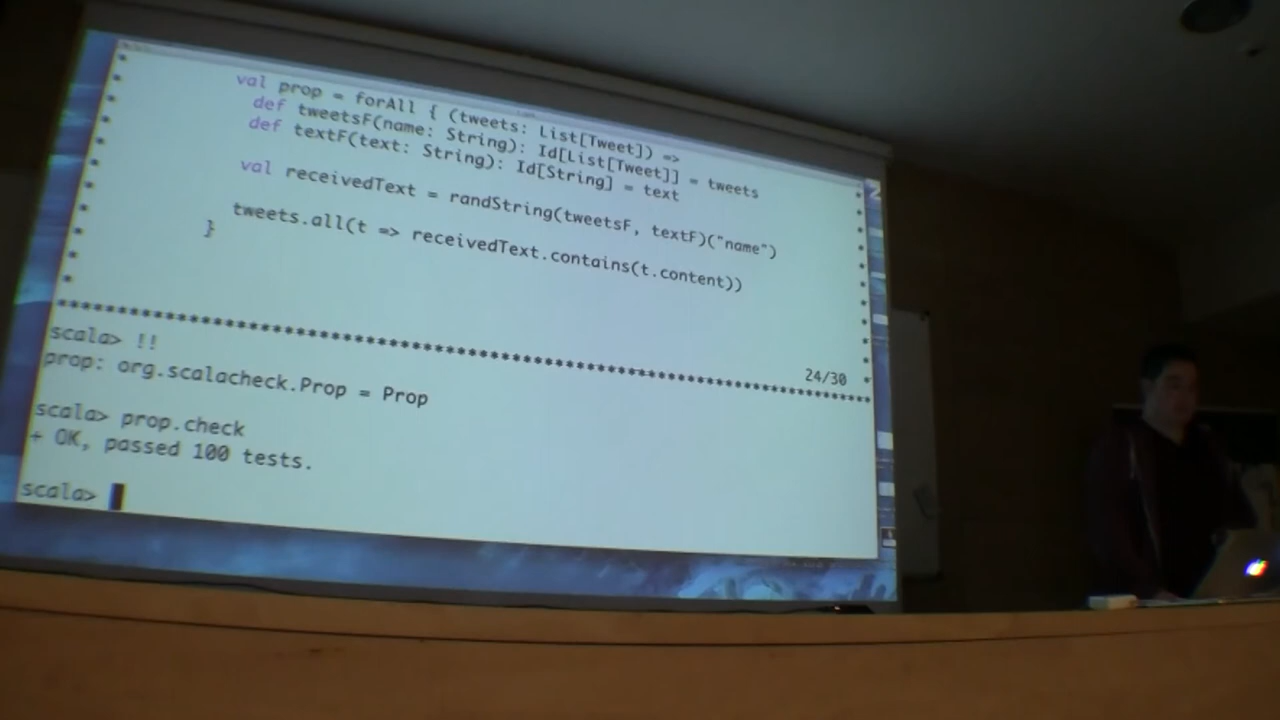 val prop = forAll { (tweets: List[Tweet]) =>
def tweetsF(name: String): Id[List[Tweet]] = tweets
def textF(text: String): Id[String] = text
val receivedText = randString(tweetsF, textF)("name")
tweets.all(t => receivedText.contains(t.content))
}
****************************************************************************************
24/30
scala> !!
prop: org.scalacheck.Prop = Prop
scala> prop.check
+ OK, passed 100 tests.
scala>